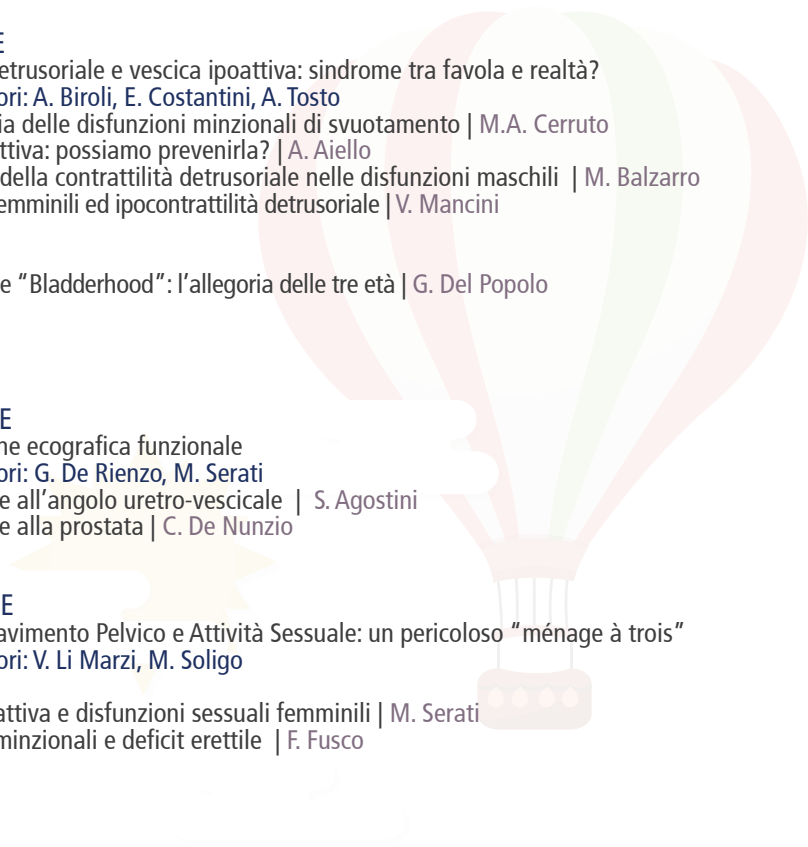 E
etrusoriale e vescica ipoattiva: sindrome tra favola e realtà?
ori: A. Biroli, E. Costantini, A. Tosto
ia delle disfunzioni minzionali di svuotamento | M.A. Cerruto
ttiva: possiamo prevenirla? | A. Aiello
della contrattilità detrusoriale nelle disfunzioni maschili | M. Balzarro
emminili ed ipocontrattilità detrusoriale | V. Mancini
e “Bladderhood”: l’allegoria delle tre età | G. Del Popolo
E
ne ecografica funzionale
ori: G. De Rienzo, M. Serati
e all’angolo uretro-vescicale | S. Agostini
e alla prostata | C. De Nunzio
E
avimento Pelvico e Attività Sessuale: un pericoloso “ménage à trois”
ori: V. Li Marzi, M. Soligo
attiva e disfunzioni sessuali femminili | M. Serati
minzionali e deficit erettile | F. Fusco